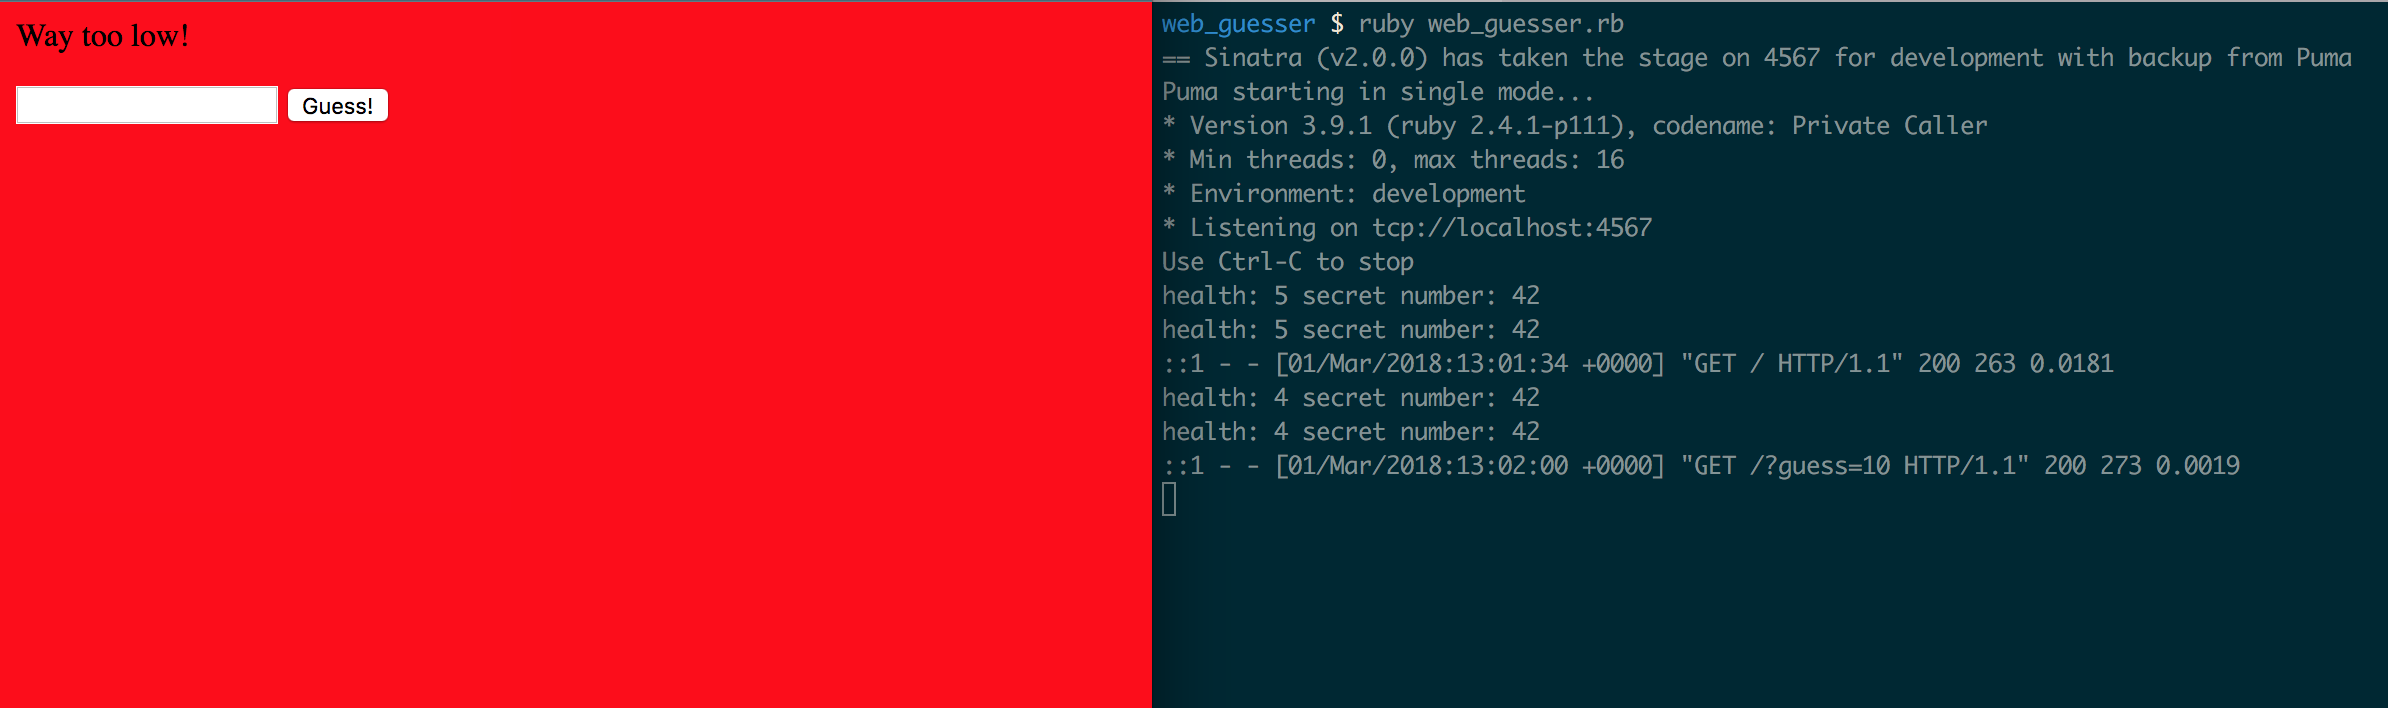 Way too low!
Guess!
web_guesser $ ruby web_guesser.rb
== Sinatra (v2.0.0) has taken the stage on 4567 for development with backup from Puma
Puma starting in single mode...
* Version 3.9.1 (ruby 2.4.1-p111), codename: Private Caller
* Min threads: 0, max threads: 16
* Environment: development
* Listening on tcp://localhost:4567
Use Ctrl-C to stop
health: 5 secret number: 42
health: 5 secret number: 42
::1 - - [01/Mar/2018:13:01:34 +0000] "GET / HTTP/1.1" 200 263 0.0181
health: 4 secret number: 42
health: 4 secret number: 42
::1 - - [01/Mar/2018:13:02:00 +0000] "GET /?guess=10 HTTP/1.1" 200 273 0.0019